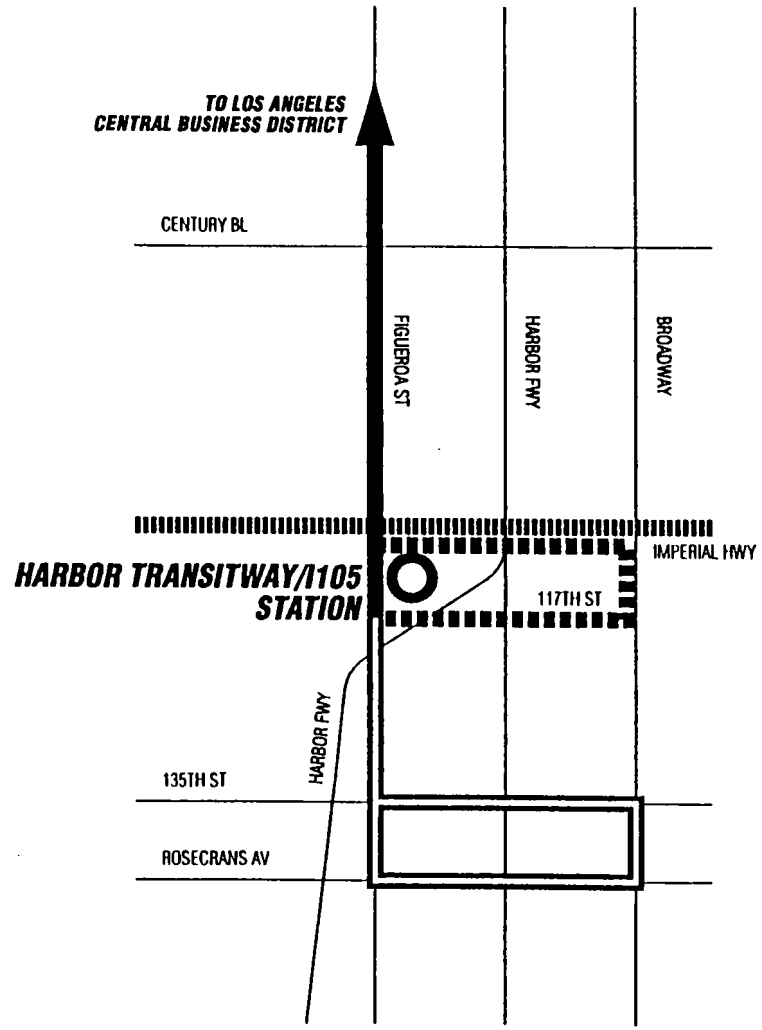 TO LOS ANGELES
CENTRAL BUSINESS DISTRICT
CENTURY BL
FIGUEROA ST
HARBOR FWY
BROADWAY
IMPERIAL HWY
HARBOR TRANSITWAY/I105
STATION
117TH ST
HARBOR FWY
135TH ST
ROSECRANS AV